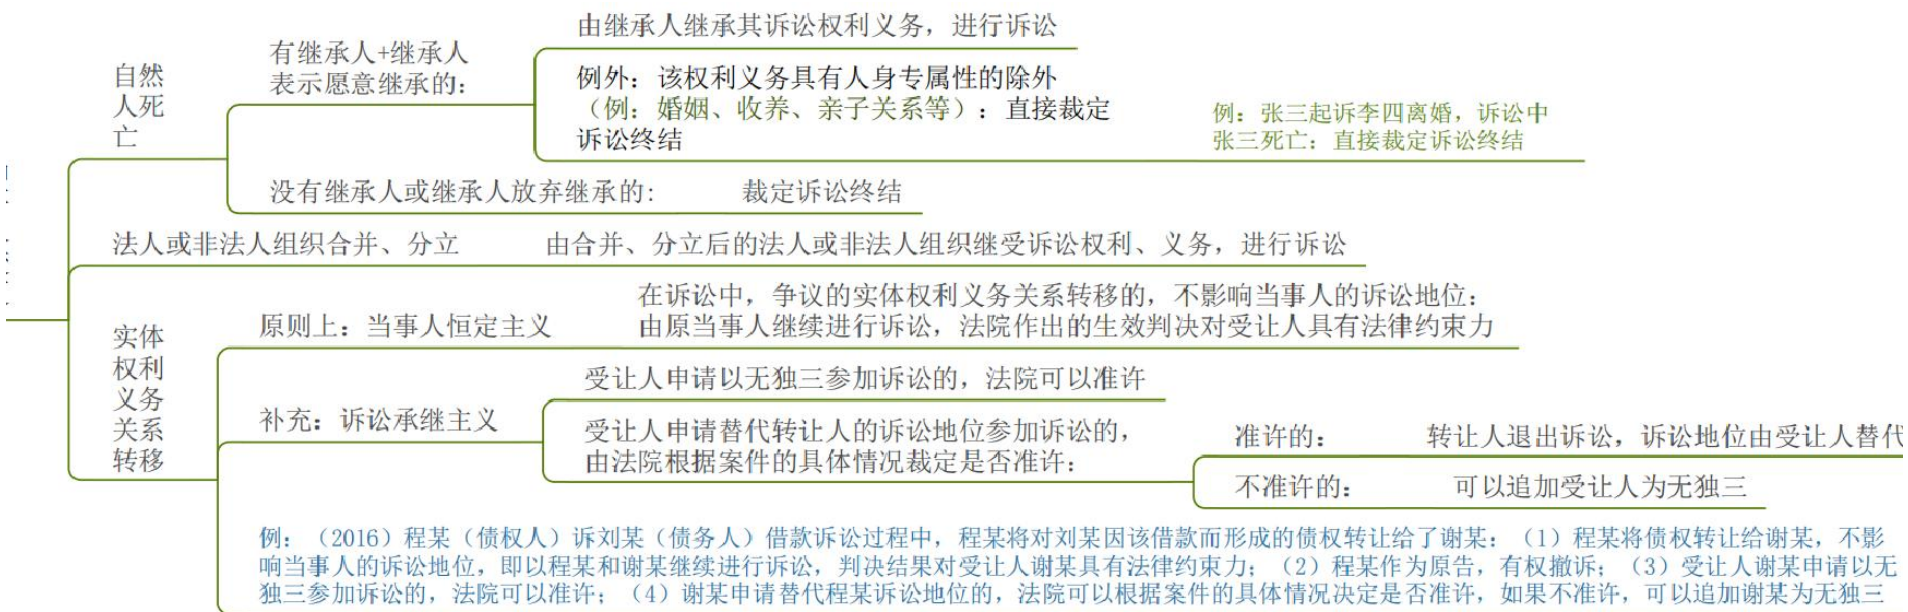 由继承人继承其诉讼权利义务，进行诉讼
有继承人+继承人
表示愿意继承的：
自然
人死
亡
例外：该权利义务具有人身专属性的除外
（例：婚姻、收养、亲子关系等）：直接裁定
诉讼终结
例：张三起诉李四离婚，诉讼中
张三死亡：直接裁定诉讼终结
没有继承人或继承人放弃继承的：
裁定诉讼终结
法人或非法人组织合并、分立
由合并、分立后的法人或非法人组织继受诉讼权利、义务，进行诉讼
实体
权利
义务
关系
转移
原则上：当事人恒定主义
在诉讼中，争议的实体权利义务关系转移的，不影响当事人的诉讼地位：
由原当事人继续进行诉讼，法院作出的生效判决对受让人具有法律约束力
补充：诉讼承继主义
受让人申请以无独三参加诉讼的，法院可以准许
受让人申请替代转让人的诉讼地位参加诉讼的，
由法院根据案件的具体情况裁定是否准许：
准许的：
转让人退出诉讼，诉讼地位由受让人替代
不准许的：
可以追加受让人为无独三
例：（2016）程某（债权人）诉刘某（债务人）借款诉讼过程中，程某将对刘某因该借款而形成的债权转让给了谢某：（1）程某将债权转让给谢某，不影
响当事人的诉讼地位，即以程某和谢某继续进行诉讼，判决结果对受让人谢某具有法律约束力；（2）程某作为原告，有权撤诉；（3）受让人谢某申请以无
独三参加诉讼的，法院可以准许；（4）谢某申请替代程某诉讼地位的，法院可以根据案件的具体情况决定是否准许，如果不准许，可以追加谢某为无独三